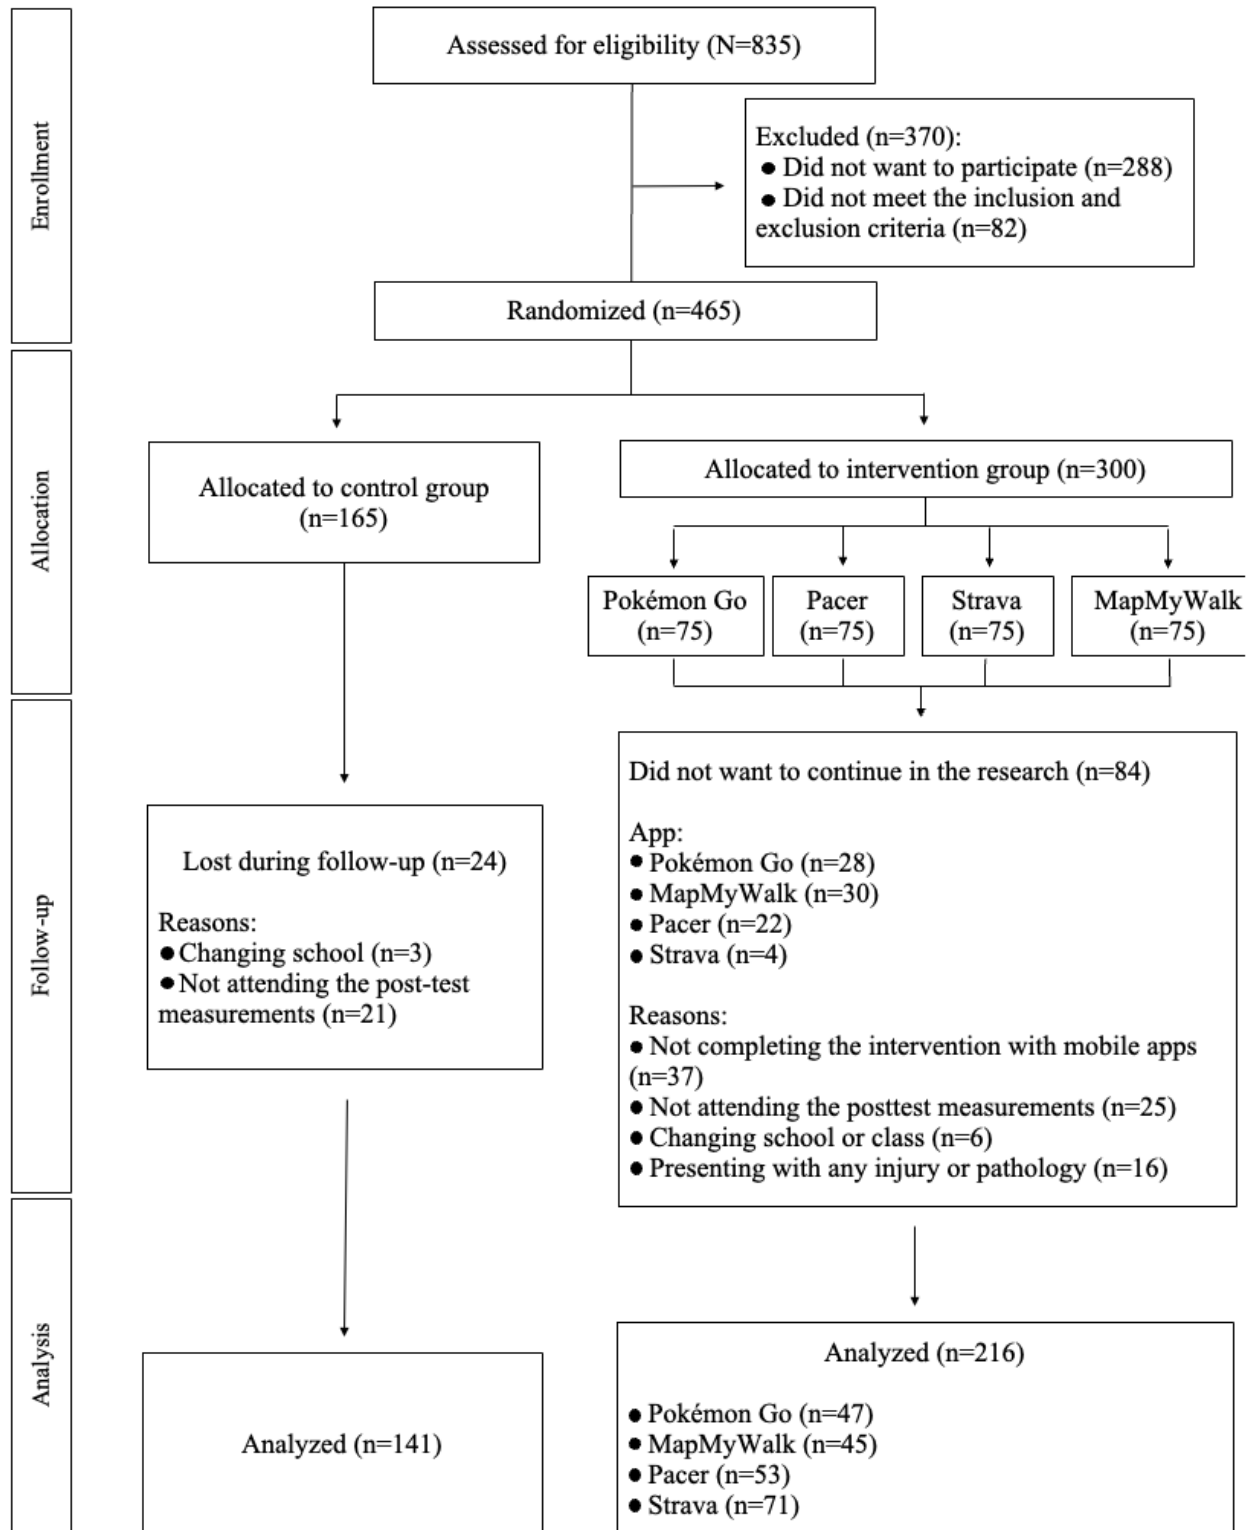 Enrollment
Assessed for eligibility (N=835)
Excluded (n=370):
● Did not want to participate (n=288)
● Did not meet the inclusion and
exclusion criteria (n=82)
Randomized (n=465)
Allocation
Allocated to control group
(n=165)
Allocated to intervention group (n=300)
Pokémon Go
(n=75)
Pacer
(n=75)
Strava
(n=75)
MapMyWalk
(n=75)
Follow-up
Lost during follow-up (n=24)
Reasons:
● Changing school (n=3)
● Not attending the post-test
measurements (n=21)
Did not want to continue in the research (n=84)
App:
● Pokémon Go (n=28)
● MapMyWalk (n=30)
● Pacer (n=22)
● Strava (n=4)
Reasons:
● Not completing the intervention with mobile apps
(n=37)
● Not attending the posttest measurements (n=25)
● Changing school or class (n=6)
● Presenting with any injury or pathology (n=16)
Analysis
Analyzed (n=141)
Analyzed (n=216)
● Pokémon Go (n=47)
● MapMyWalk (n=45)
● Pacer (n=53)
● Strava (n=71)